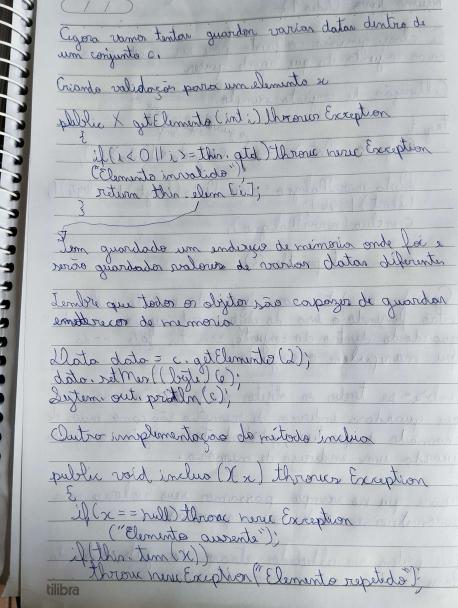 Agora vamos tentar guardar varias datas dentro de
um conjunto c.
Criando validações para um elemento x
public X getElemento(int i) throws Exception
{
if(i<0 || i>=this.qtd) throw new Exception
("Elemento invalido");
return this.elem[i];
}
Tem guardado um endereço de memoria onde foi e
serão guardados valores de varias datas diferentes
Lembre que todos os objetos são capazes de guardar
endereços de memoria
Data data = c.getElemento(2);
data.setMes((byte)6);
System.out.println(c);
Outra implementação do método inclua
public void inclua(X x) throws Exception
{
if(x==null) throw new Exception
("Elemento ausente");
if(this.tem(x))
throw new Exception("Elemento repetido");
tilibra